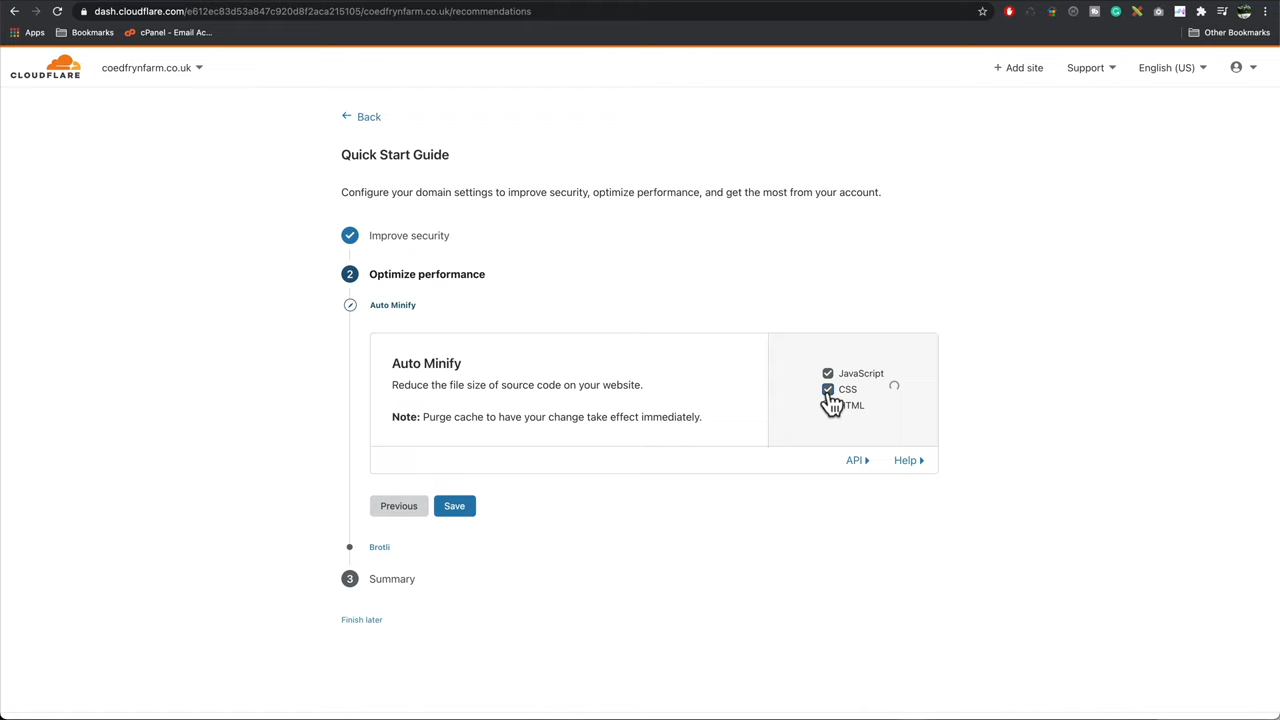 dash.cloudflare.com/e612ec83d53a847c920d8f2aca215105/coedfrynfarm.co.uk/recommendations
Apps
Bookmarks
cPanel - Email Ac...
Other Bookmarks
CLOUDFLARE
coedfrynfarm.co.uk
+ Add site
Support
English (US)
Back
Quick Start Guide
Configure your domain settings to improve security, optimize performance, and get the most from your account.
Improve security
2 Optimize performance
Auto Minify
Auto Minify
Reduce the file size of source code on your website.
Note: Purge cache to have your change take effect immediately.
JavaScript
CSS
TML
API
Help
Previous
Save
Brotli
3 Summary
Finish later